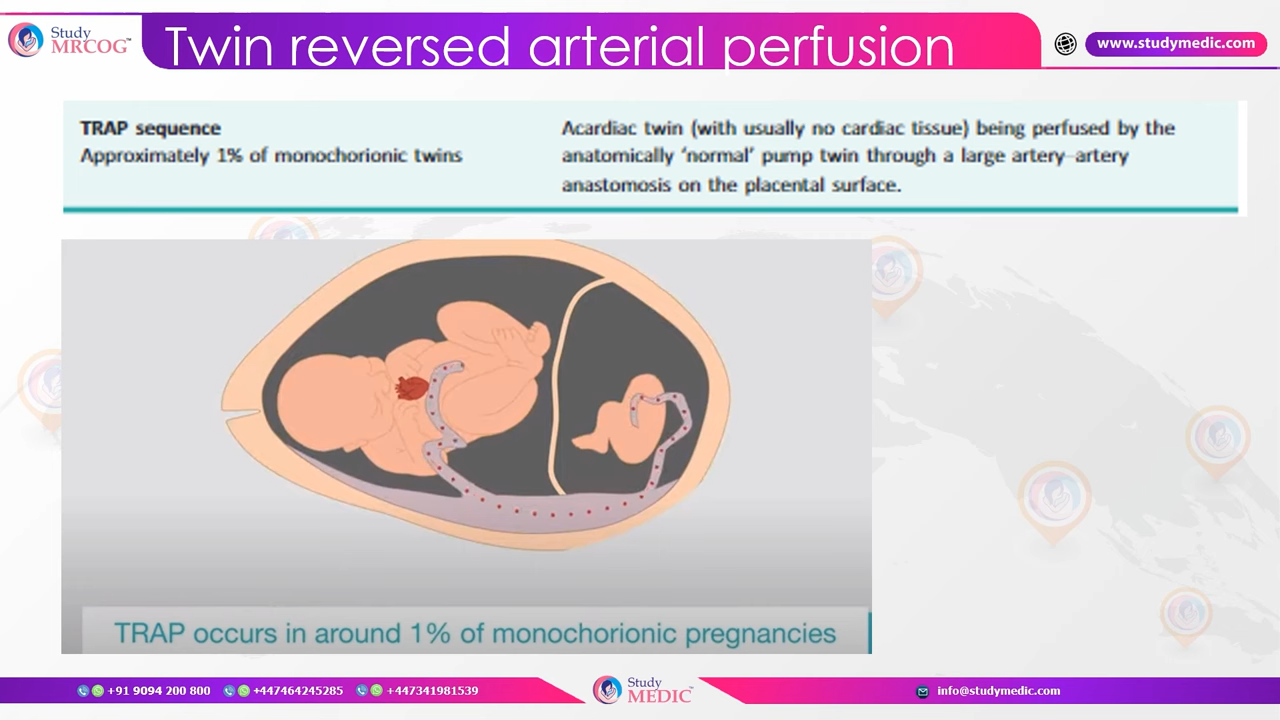 Study
MRCOG™
Twin reversed arterial perfusion
www.studymedic.com
TRAP sequence
Approximately 1% of monochorionic twins
Acardiac twin (with usually no cardiac tissue) being perfused by the
anatomically ‘normal’ pump twin through a large artery–artery
anastomosis on the placental surface.
TRAP occurs in around 1% of monochorionic pregnancies
+91 9094 200 800
+447464245285
+447341981539
Study
MEDIC™
info@studymedic.com